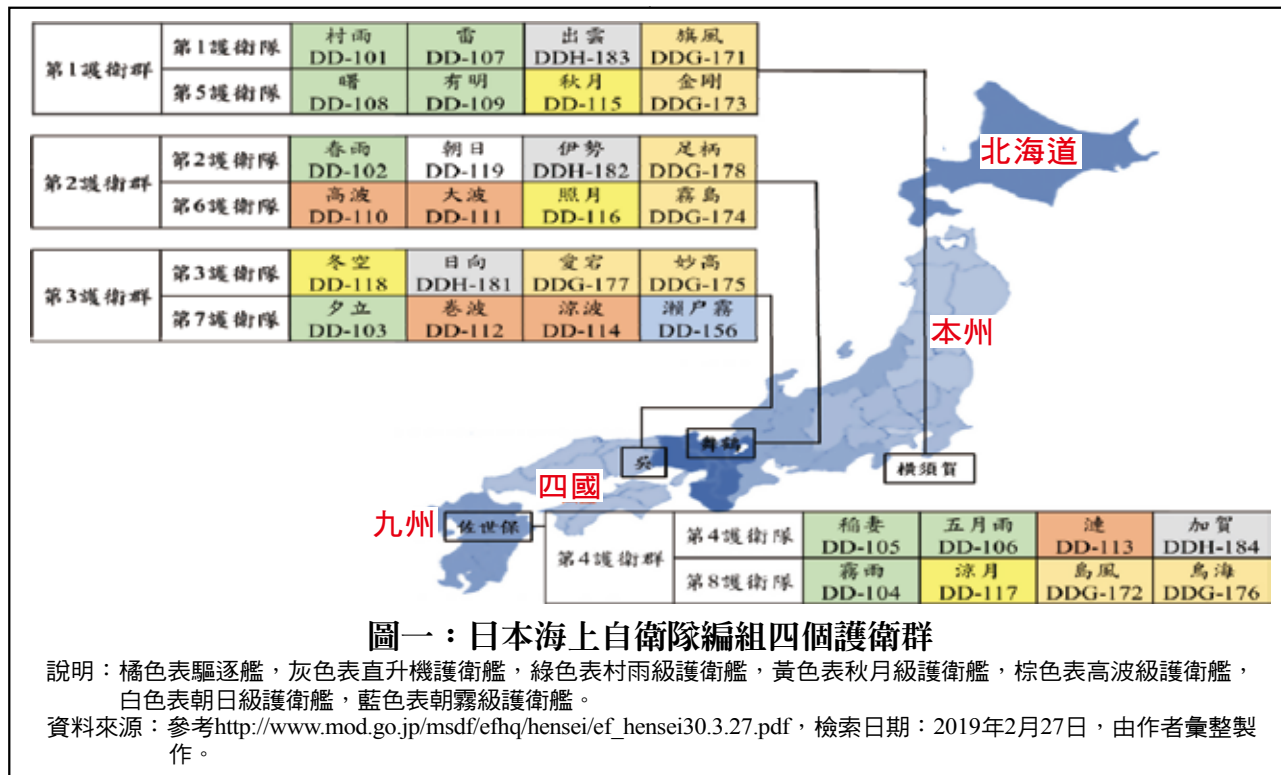 第1護衛群
第1護衛隊 村雨 DD-101 雷 DD-107 出雲 DDH-183 旗風 DDG-171
第5護衛隊 曙 DD-108 有明 DD-109 秋月 DD-115 金剛 DDG-173
第2護衛群
第2護衛隊 春雨 DD-102 朝日 DD-119 伊勢 DDH-182 足柄 DDG-178
第6護衛隊 高波 DD-110 大波 DD-111 照月 DD-116 霧島 DDG-174
第3護衛群
第3護衛隊 冬空 DD-118 日向 DDH-181 愛宕 DDG-177 妙高 DDG-175
第7護衛隊 夕立 DD-103 卷波 DD-112 涼波 DD-114 瀨戶霧 DD-156
北海道
本州
舞鶴
吳
橫須賀
四國
九州
佐世保
第4護衛群
第4護衛隊 稻妻 DD-105 五月雨 DD-106 漣 DD-113 加賀 DDH-184
第8護衛隊 霧雨 DD-104 涼月 DD-117 島風 DDG-172 鳥海 DDG-176
圖一：日本海上自衛隊編組四個護衛群
說明：橘色表驅逐艦，灰色表直升機護衛艦，綠色表村雨級護衛艦，黃色表秋月級護衛艦，棕色表高波級護衛艦，
白色表朝日級護衛艦，藍色表朝霧級護衛艦。
資料來源：參考http://www.mod.go.jp/msdf/efhq/hensei/ef_hensei30.3.27.pdf，檢索日期：2019年2月27日，由作者彙整製
作。